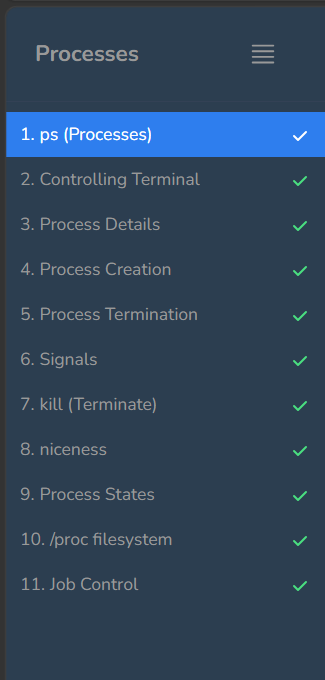 Processes
1. ps (Processes)
2. Controlling Terminal
3. Process Details
4. Process Creation
5. Process Termination
6. Signals
7. kill (Terminate)
8. niceness
9. Process States
10. /proc filesystem
11. Job Control